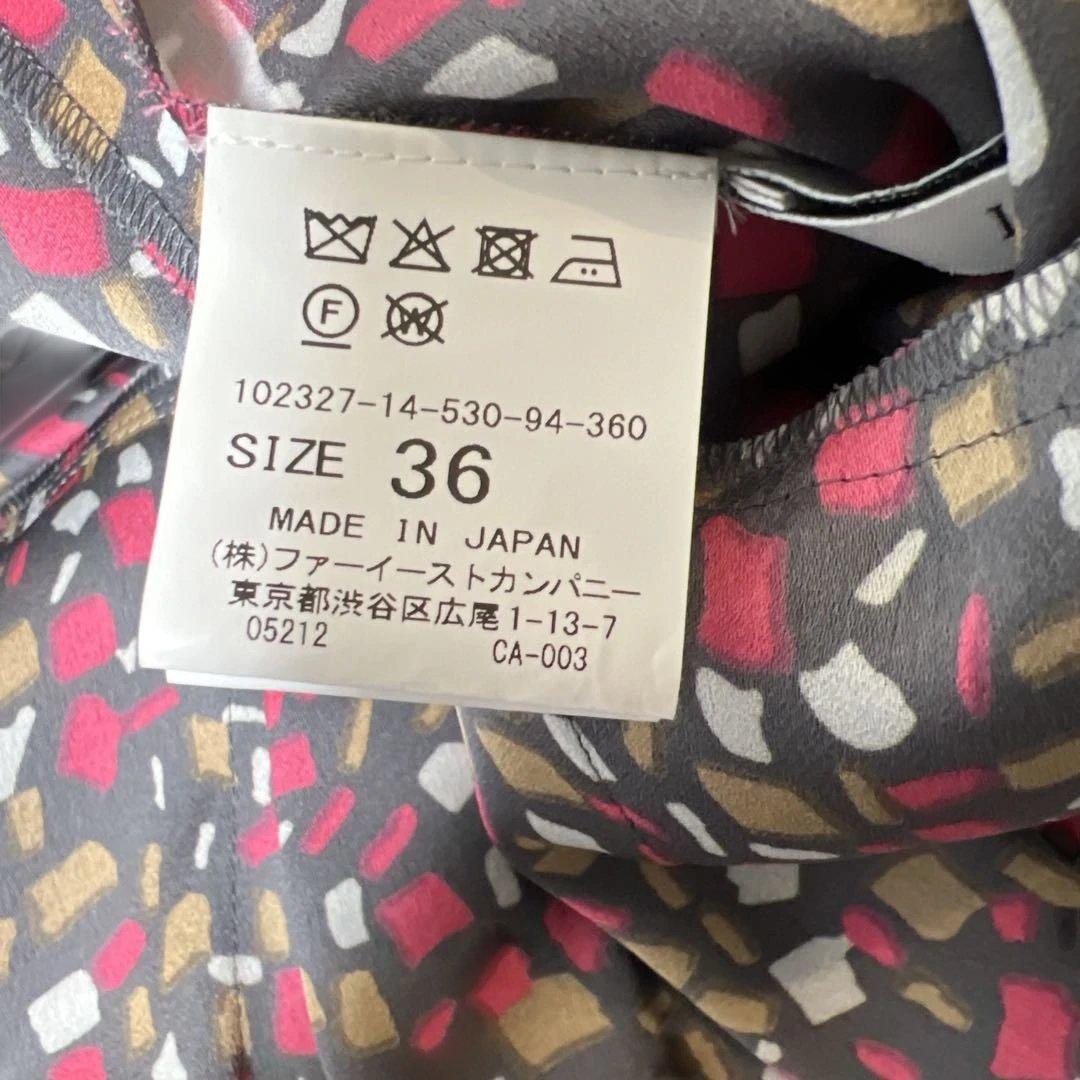 F
W
102327-14-530-94-360
SIZE 36
MADE IN JAPAN
(株)ファーイーストカンパニー
東京都渋谷区広尾1-13-7
05212 CA-003